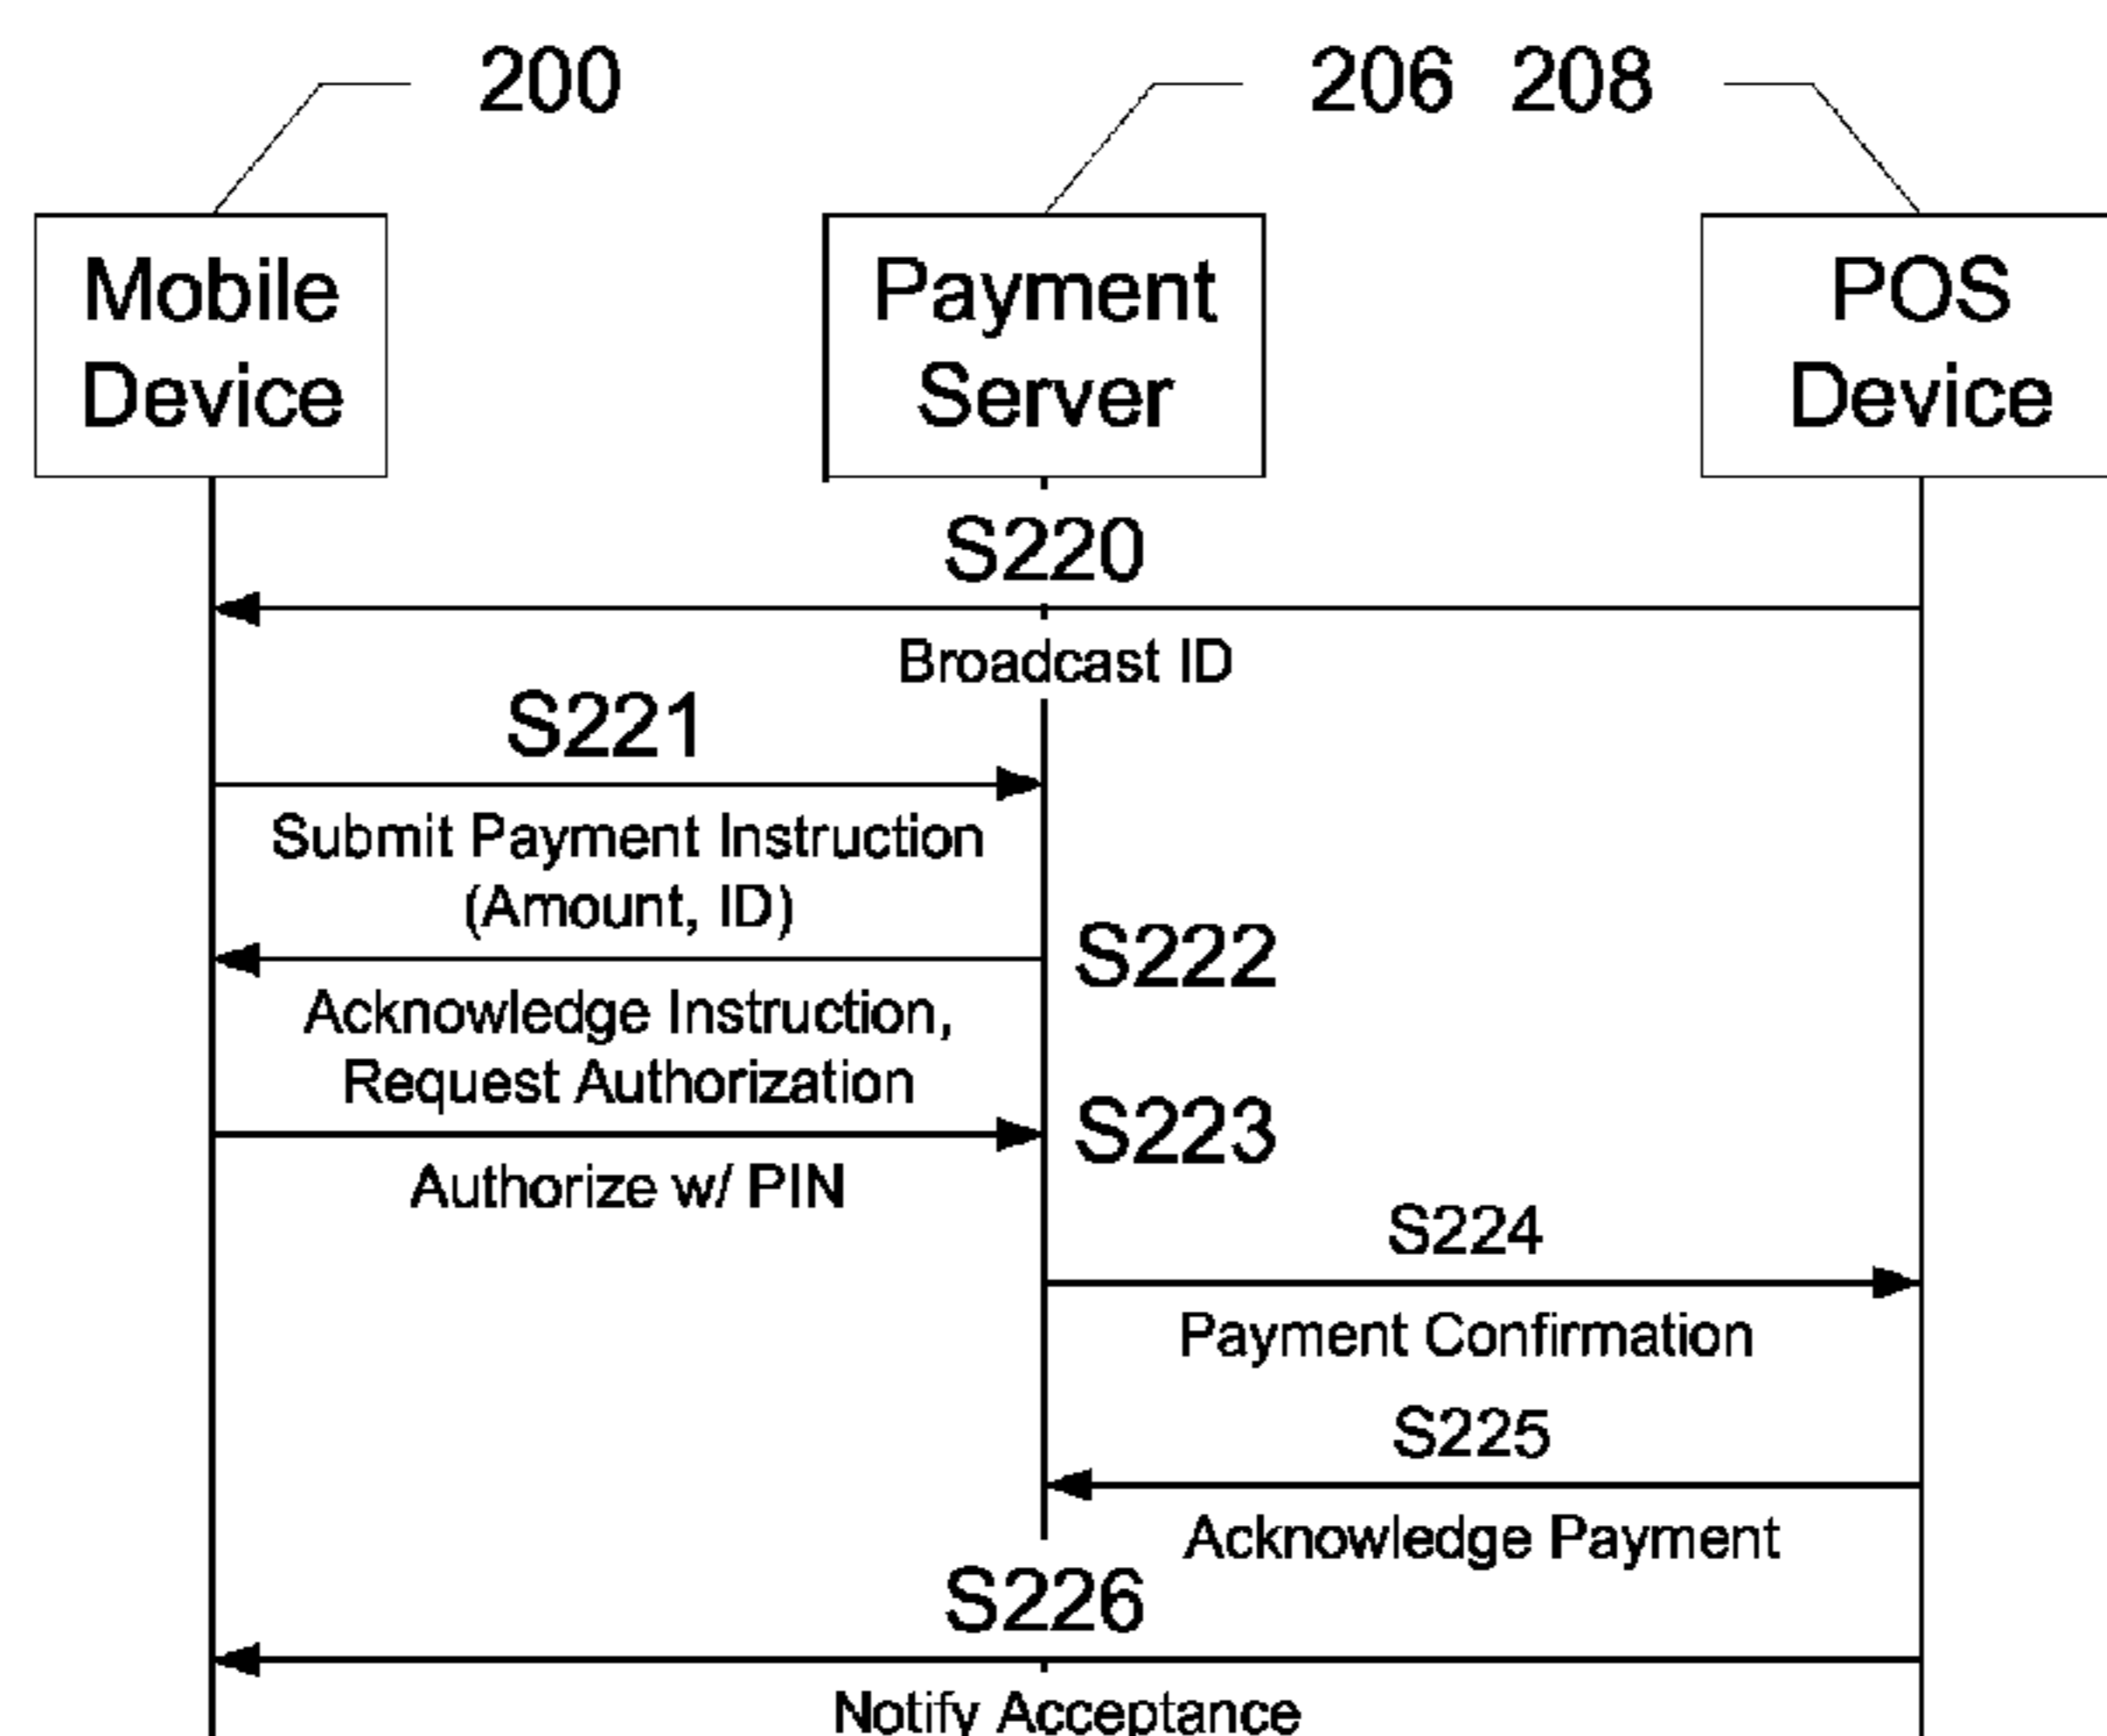 200
206 208
Mobile
Device
Payment
Server
POS
Device
S220
Broadcast ID
S221
Submit Payment Instruction
(Amount, ID)
S222
Acknowledge Instruction,
Request Authorization
S223
Authorize w/ PIN
S224
Payment Confirmation
S225
Acknowledge Payment
S226
Notify Acceptance